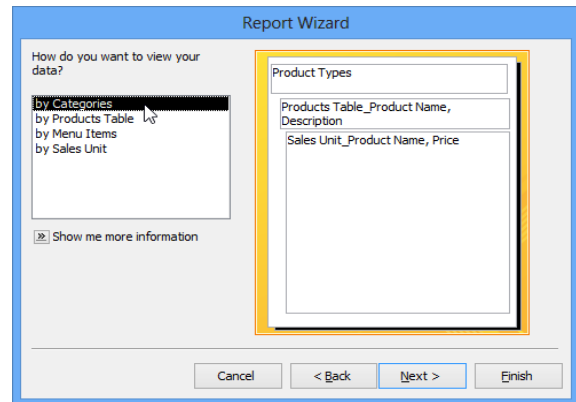 Report Wizard
How do you want to view your
data?
by Categories
by Products Table
by Menu Items
by Sales Unit
Show me more information
Product Types
Products Table_Product Name,
Description
Sales Unit_Product Name, Price
Cancel
< Back
Next >
Finish